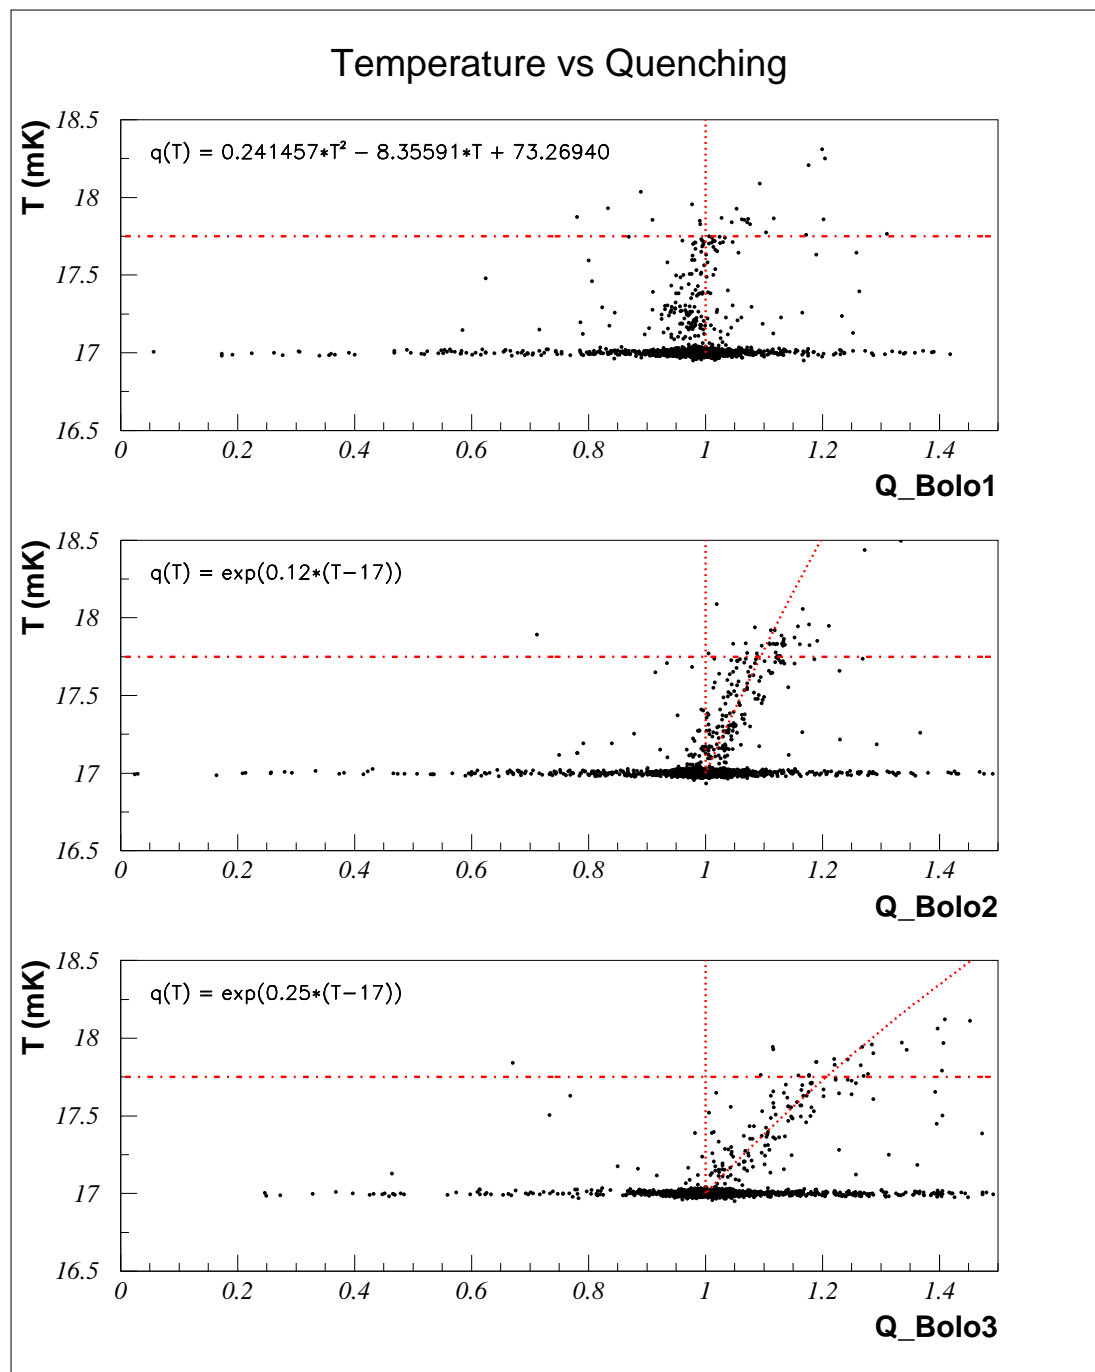 Temperature vs Quenching
T (mK)
18.5
18
17.5
17
16.5
q(T) = 0.241457*T² − 8.35591*T + 73.26940
0 0.2 0.4 0.6 0.8 1 1.2 1.4
Q_Bolo1
T (mK)
18.5
18
17.5
17
16.5
q(T) = exp(0.12*(T−17))
0 0.2 0.4 0.6 0.8 1 1.2 1.4
Q_Bolo2
T (mK)
18.5
18
17.5
17
16.5
q(T) = exp(0.25*(T−17))
0 0.2 0.4 0.6 0.8 1 1.2 1.4
Q_Bolo3